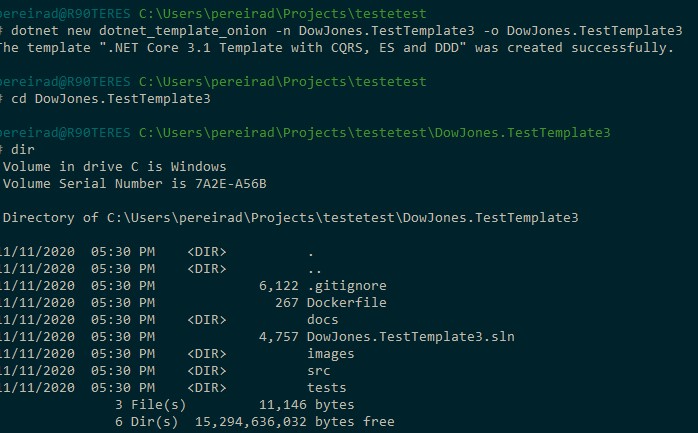 pereirad@R90TERES C:\Users\pereirad\Projects\testetest
# dotnet new dotnet_template_onion -n DowJones.TestTemplate3 -o DowJones.TestTemplate3
The template ".NET Core 3.1 Template with CQRS, ES and DDD" was created successfully.
pereirad@R90TERES C:\Users\pereirad\Projects\testetest
# cd DowJones.TestTemplate3
pereirad@R90TERES C:\Users\pereirad\Projects\testetest\DowJones.TestTemplate3
# dir
Volume in drive C is Windows
Volume Serial Number is 7A2E-A56B
Directory of C:\Users\pereirad\Projects\testetest\DowJones.TestTemplate3
11/11/2020 05:30 PM <DIR> .
11/11/2020 05:30 PM <DIR> ..
11/11/2020 05:30 PM 6,122 .gitignore
11/11/2020 05:30 PM 267 Dockerfile
11/11/2020 05:30 PM <DIR> docs
11/11/2020 05:30 PM 4,757 DowJones.TestTemplate3.sln
11/11/2020 05:30 PM <DIR> images
11/11/2020 05:30 PM <DIR> src
11/11/2020 05:30 PM <DIR> tests
3 File(s) 11,146 bytes
6 Dir(s) 15,294,636,032 bytes free